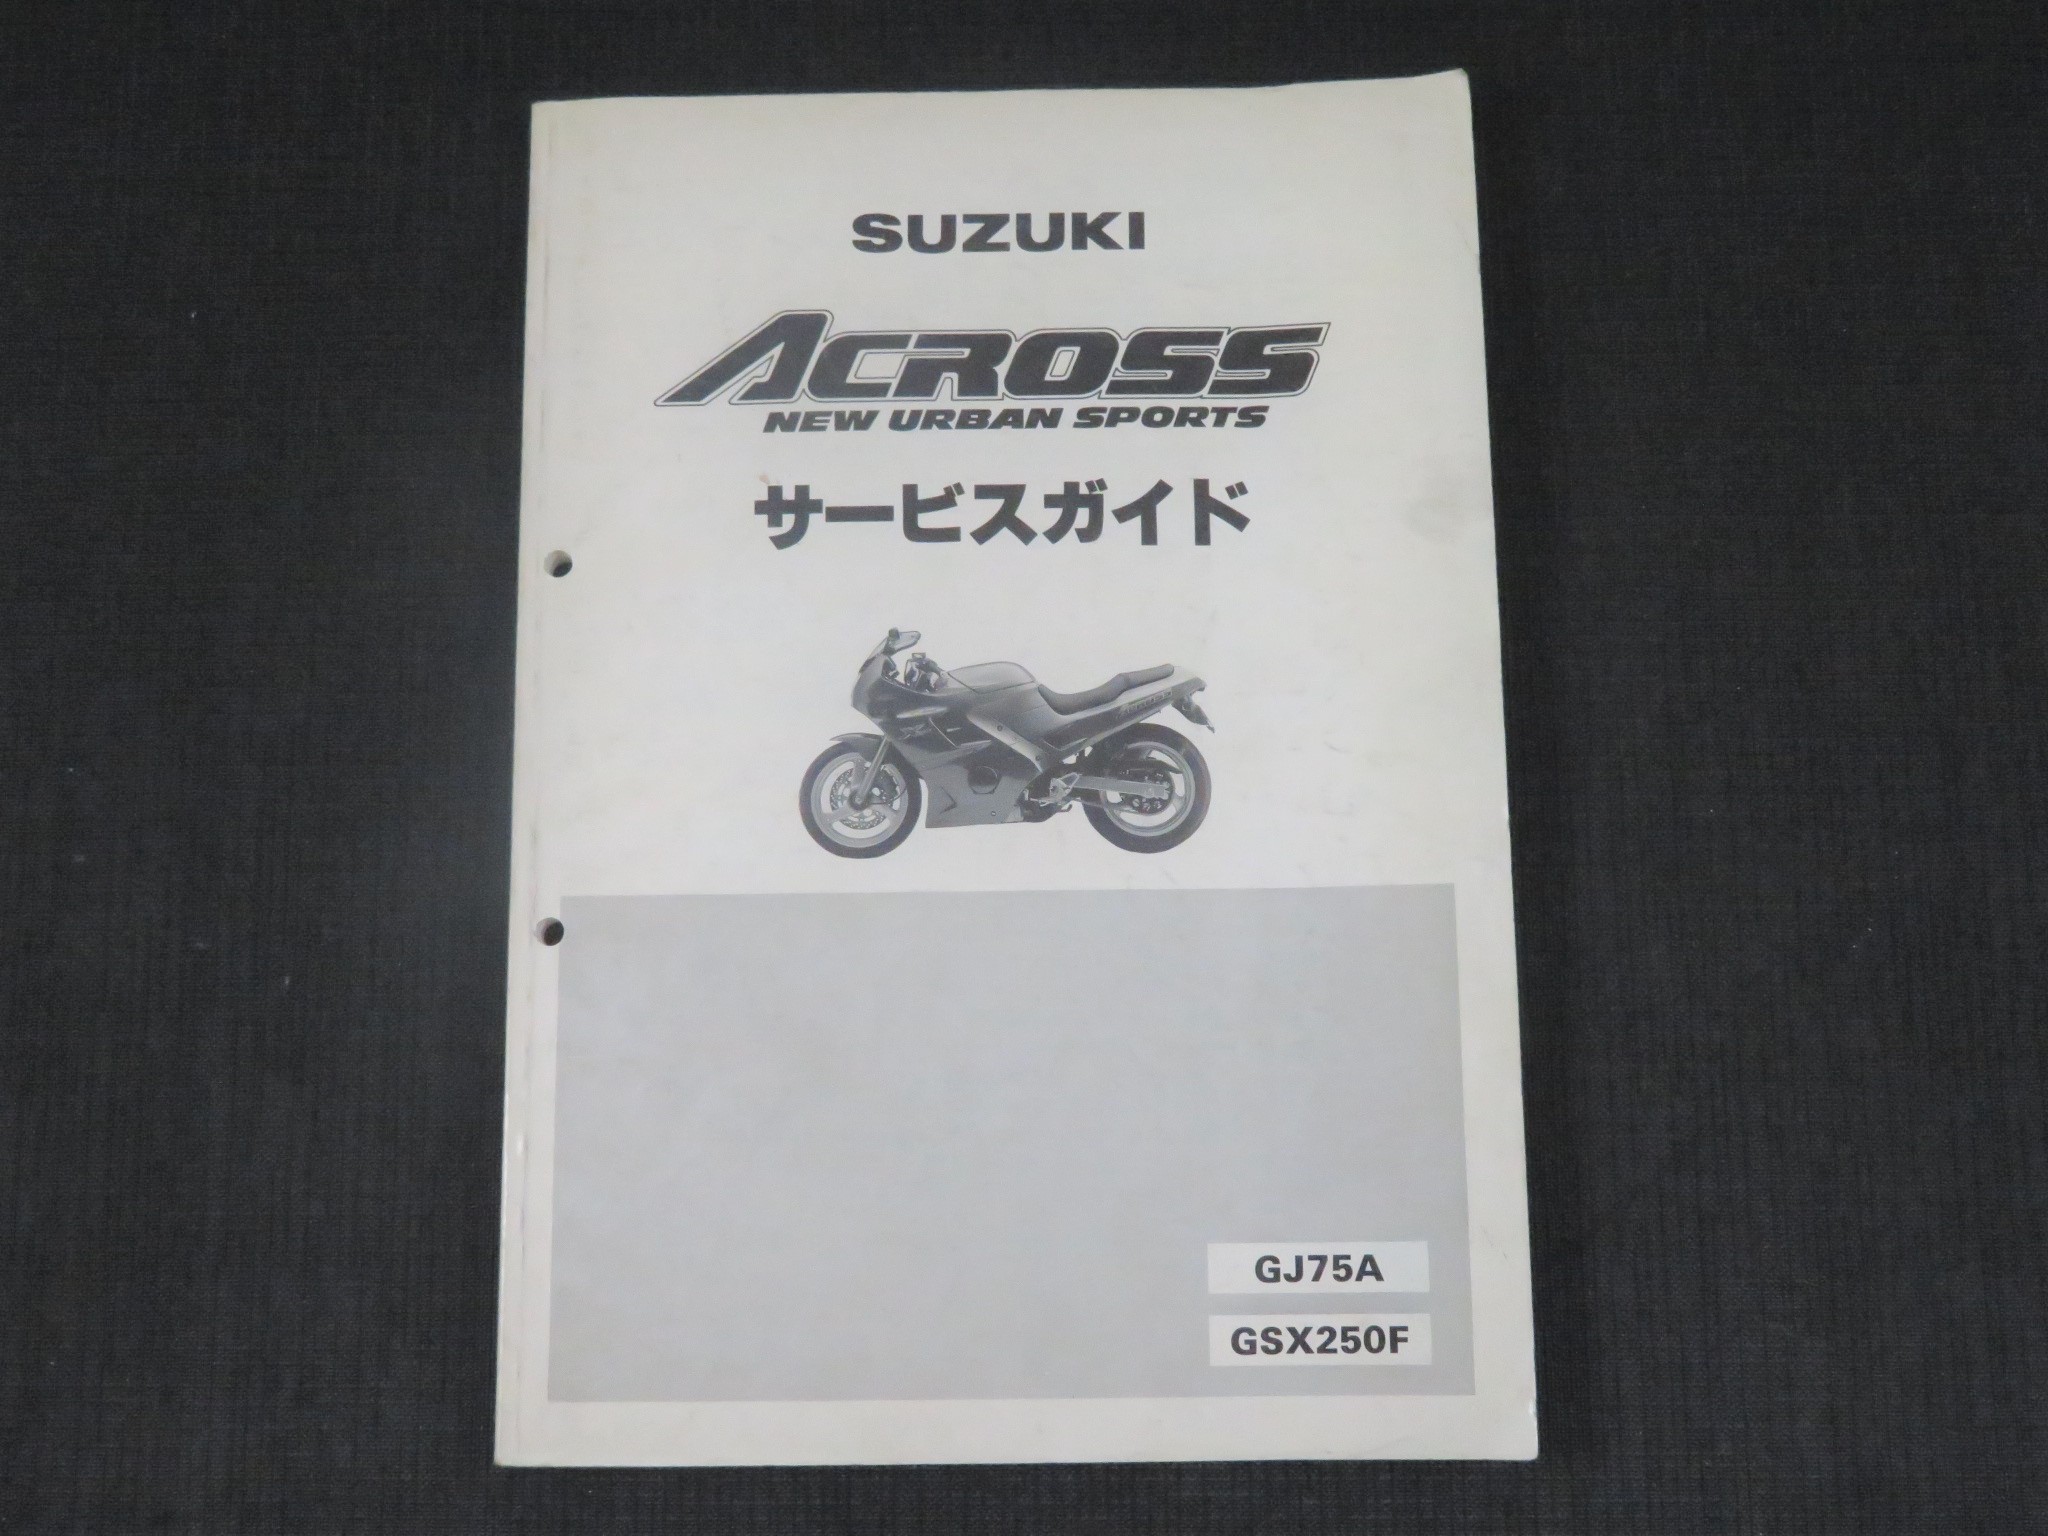 SUZUKI
ACROSS
NEW URBAN SPORTS
サービスガイド
GJ75A
GSX250F